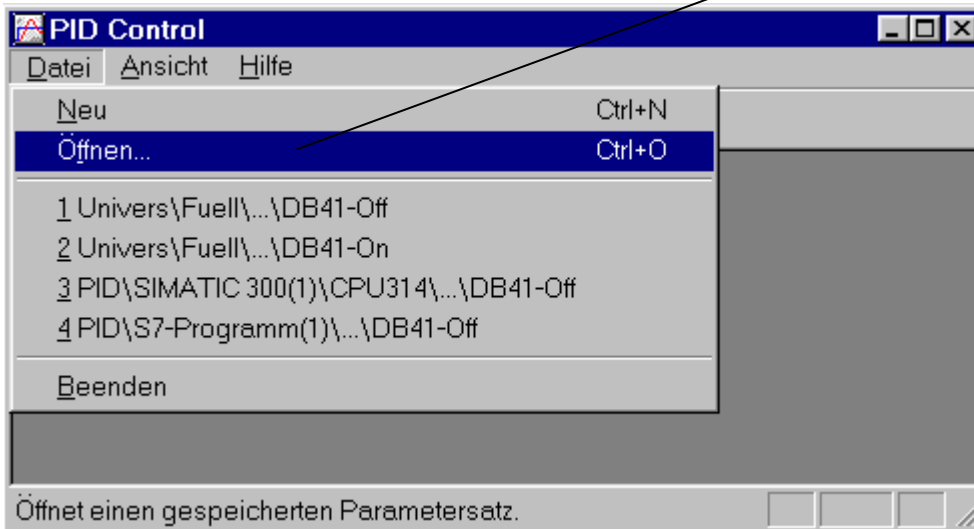 PID Control
Datei Ansicht Hilfe
Neu Ctrl+N
Öffnen... Ctrl+O
1 Univers\Fuell\...\DB41-Off
2 Univers\Fuell\...\DB41-On
3 PID\SIMATIC 300(1)\CPU314\...\DB41-Off
4 PID\S7-Programm(1)\...\DB41-Off
Beenden
Öffnet einen gespeicherten Parametersatz.